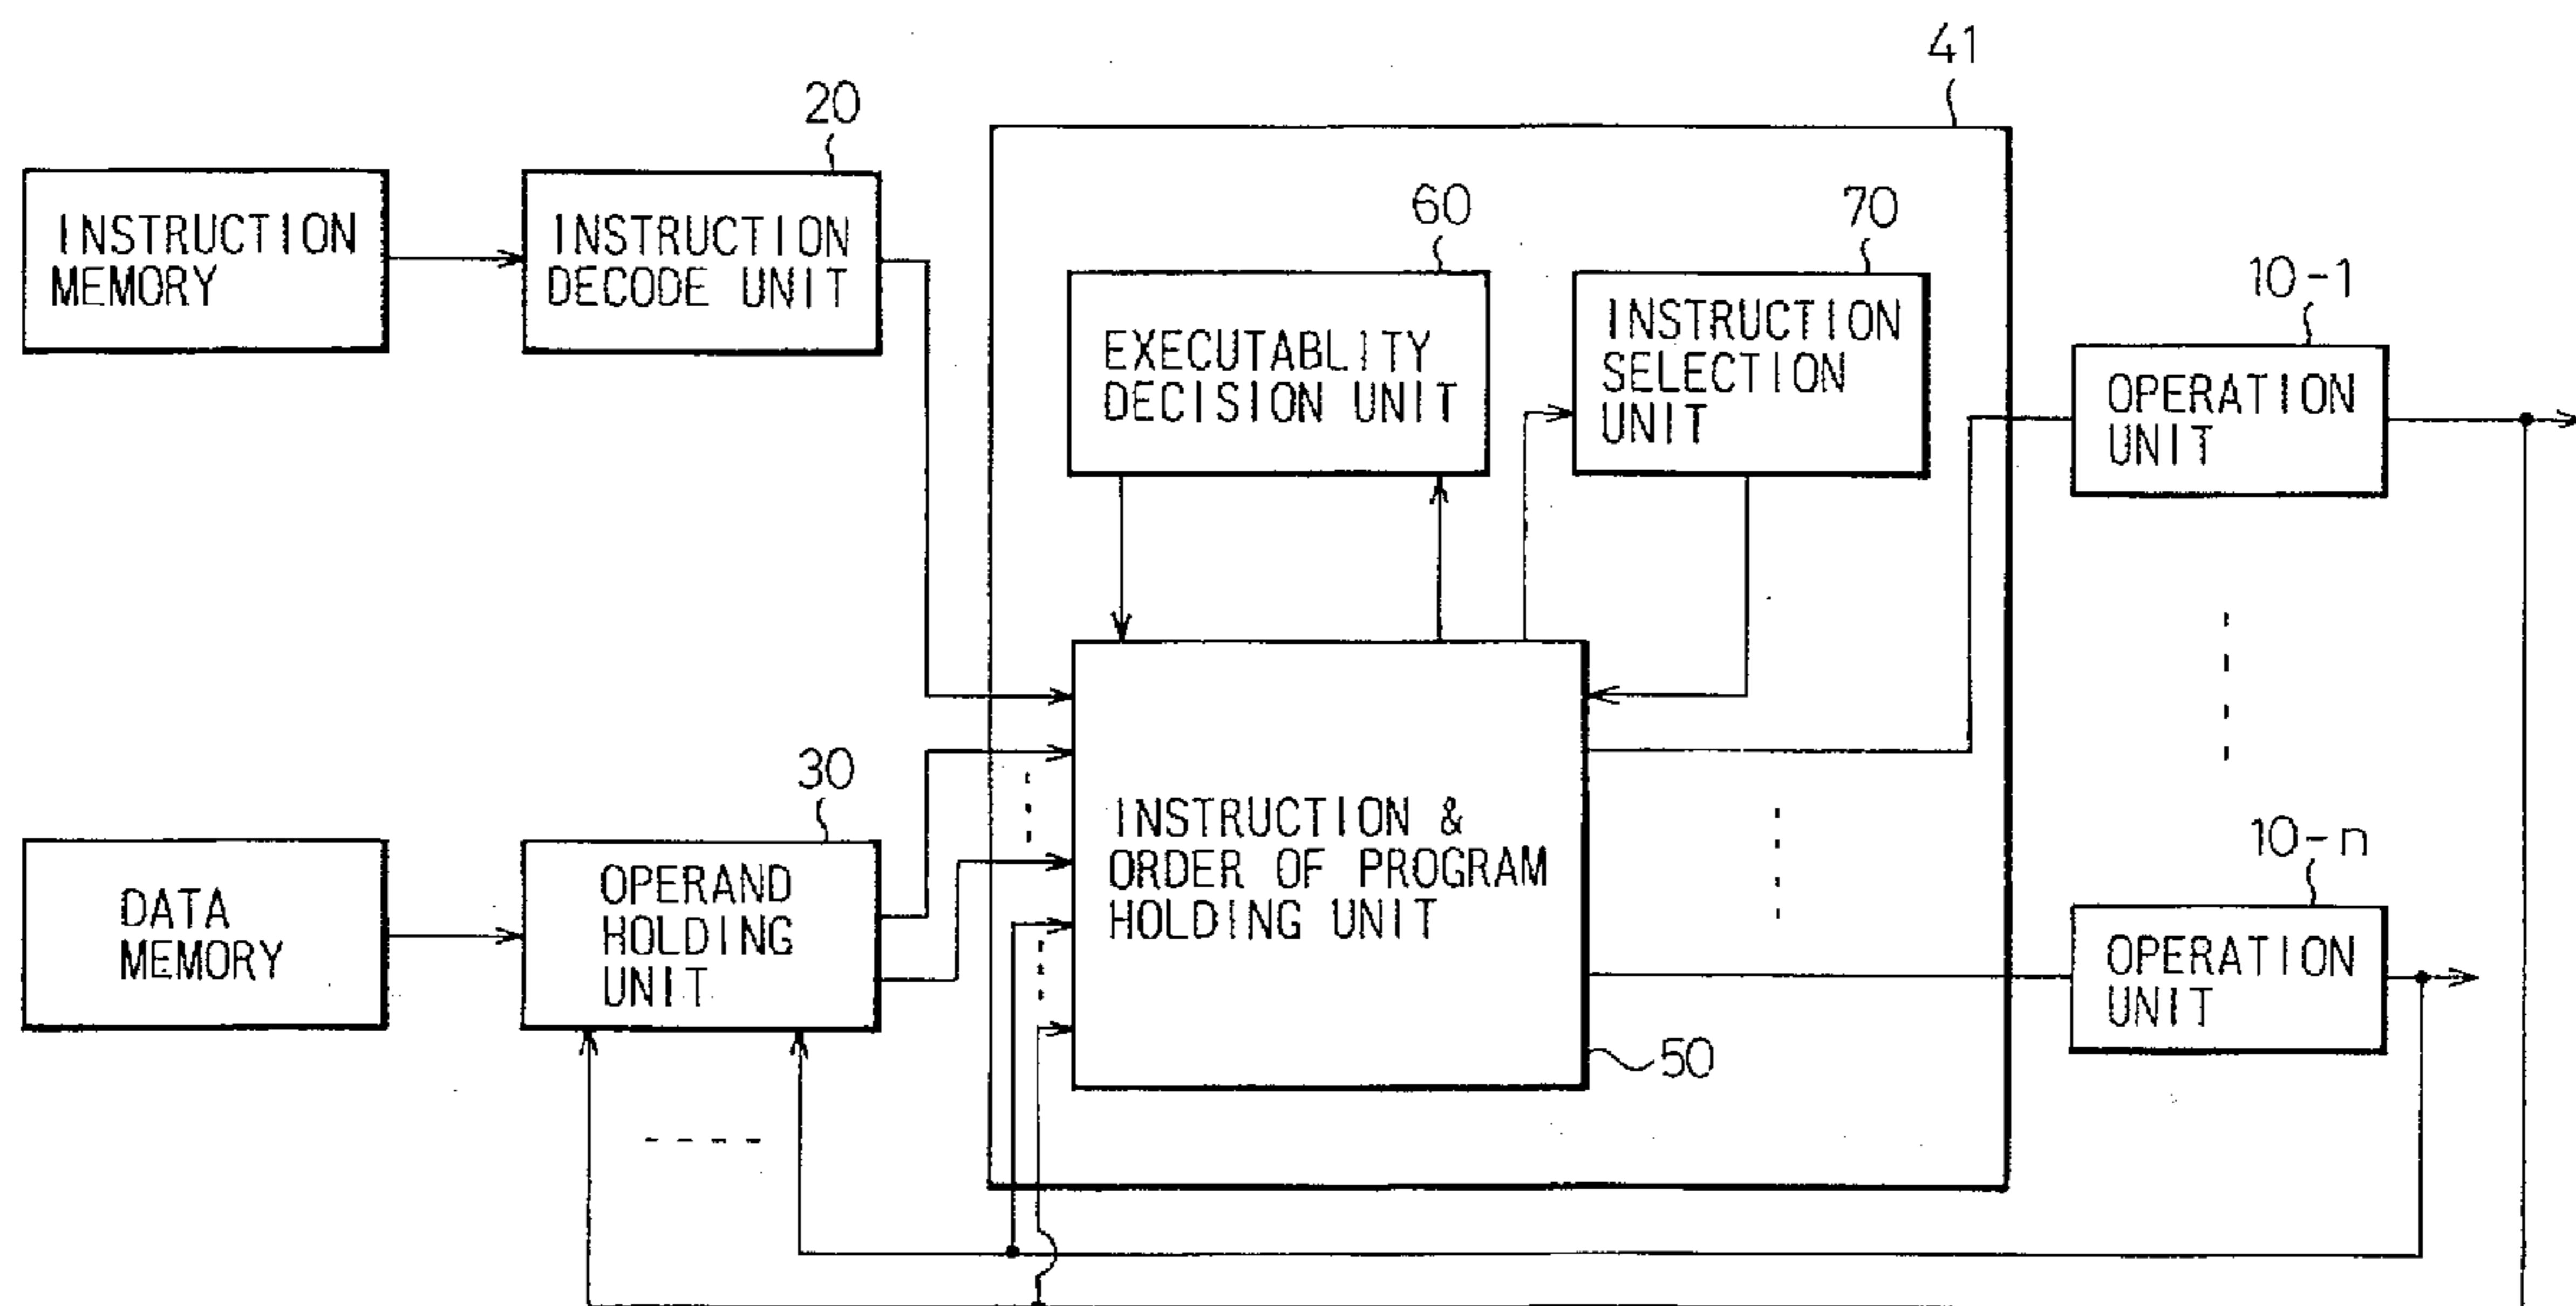 41
20
INSTRUCTION
MEMORY
INSTRUCTION
DECODE UNIT
60
70
EXECUTABLITY
DECISION UNIT
INSTRUCTION
SELECTION
UNIT
10-1
OPERATION
UNIT
30
DATA
MEMORY
OPERAND
HOLDING
UNIT
INSTRUCTION &
ORDER OF PROGRAM
HOLDING UNIT
50
10-n
OPERATION
UNIT